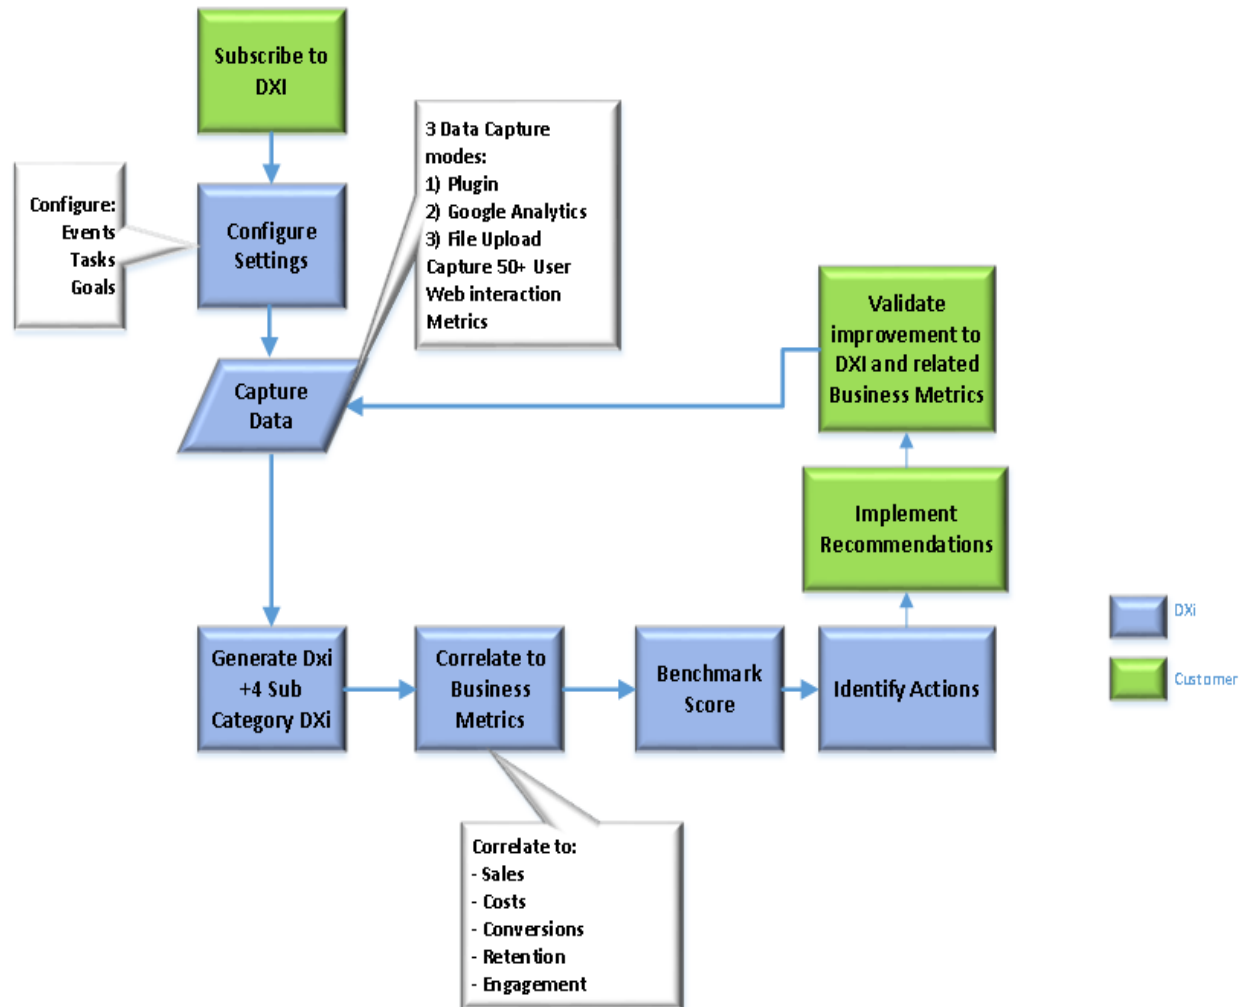 Subscribe to
DXI
3 Data Capture
modes:
1) Plugin
2) Google Analytics
3) File Upload
Capture 50+ User
Web interaction
Metrics
Configure:
Events
Tasks
Goals
Configure
Settings
Validate
improvement to
DXI and related
Business Metrics
Capture
Data
Implement
Recommendations
DXi
Customer
Generate Dxi
+4 Sub
Category DXi
Correlate to
Business
Metrics
Benchmark
Score
Identify Actions
Correlate to:
- Sales
- Costs
- Conversions
- Retention
- Engagement